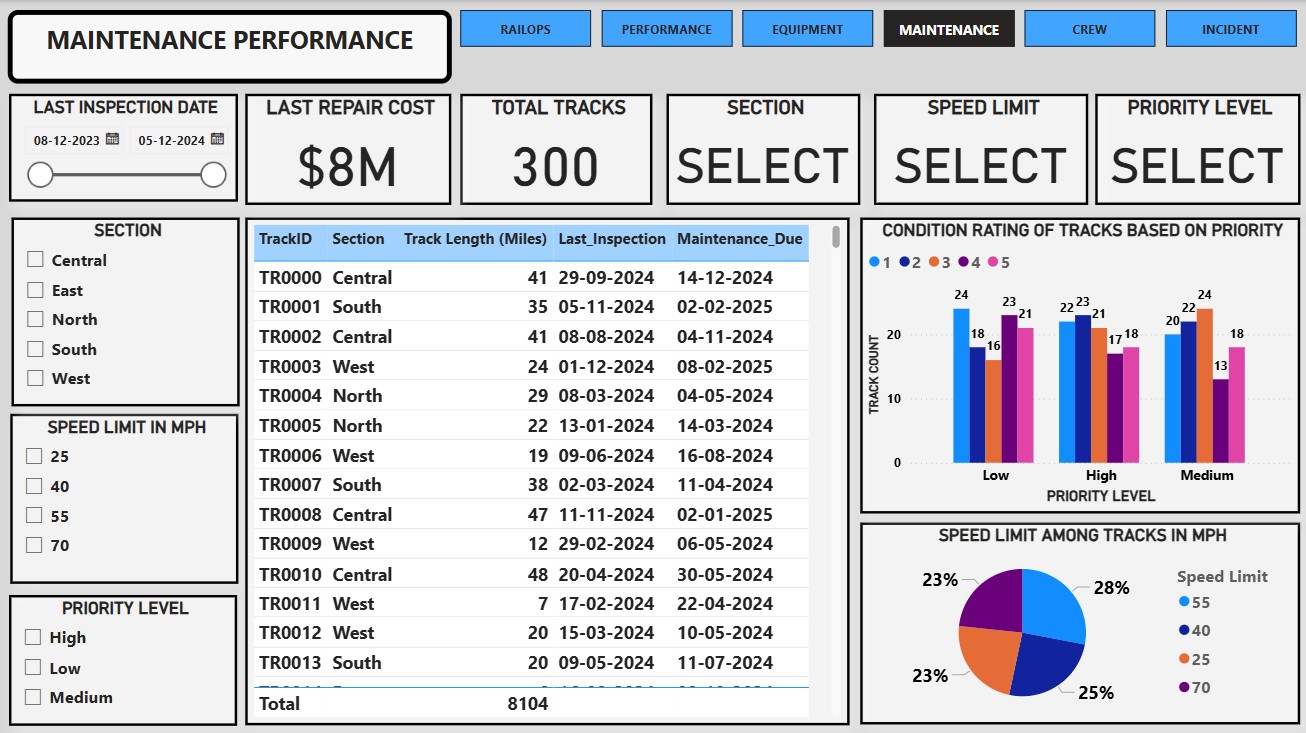 MAINTENANCE PERFORMANCE
RAILOPS
PERFORMANCE
EQUIPMENT
MAINTENANCE
CREW
INCIDENT
LAST INSPECTION DATE
08-12-2023 05-12-2024
LAST REPAIR COST
$8M
TOTAL TRACKS
300
SECTION
SELECT
SPEED LIMIT
SELECT
PRIORITY LEVEL
SELECT
SECTION
Central
East
North
South
West
SPEED LIMIT IN MPH
25
40
55
70
PRIORITY LEVEL
High
Low
Medium
TrackID Section Track Length (Miles) Last_Inspection Maintenance_Due
TR0000 Central 41 29-09-2024 14-12-2024
TR0001 South 35 05-11-2024 02-02-2025
TR0002 Central 41 08-08-2024 04-11-2024
TR0003 West 24 01-12-2024 08-02-2025
TR0004 North 29 08-03-2024 04-05-2024
TR0005 North 22 13-01-2024 14-03-2024
TR0006 West 19 09-06-2024 16-08-2024
TR0007 South 38 02-03-2024 11-04-2024
TR0008 Central 47 11-11-2024 02-01-2025
TR0009 West 12 29-02-2024 06-05-2024
TR0010 Central 48 20-04-2024 30-05-2024
TR0011 West 7 17-02-2024 22-04-2024
TR0012 West 20 15-03-2024 10-05-2024
TR0013 South 20 09-05-2024 11-07-2024
Total 8104
CONDITION RATING OF TRACKS BASED ON PRIORITY
1 2 3 4 5
TRACK COUNT
20
10
0
24 18 16 23 21
22 23 21 17 18
20 22 24 13 18
Low High Medium
PRIORITY LEVEL
SPEED LIMIT AMONG TRACKS IN MPH
23%
28%
23%
25%
Speed Limit
55
40
25
70